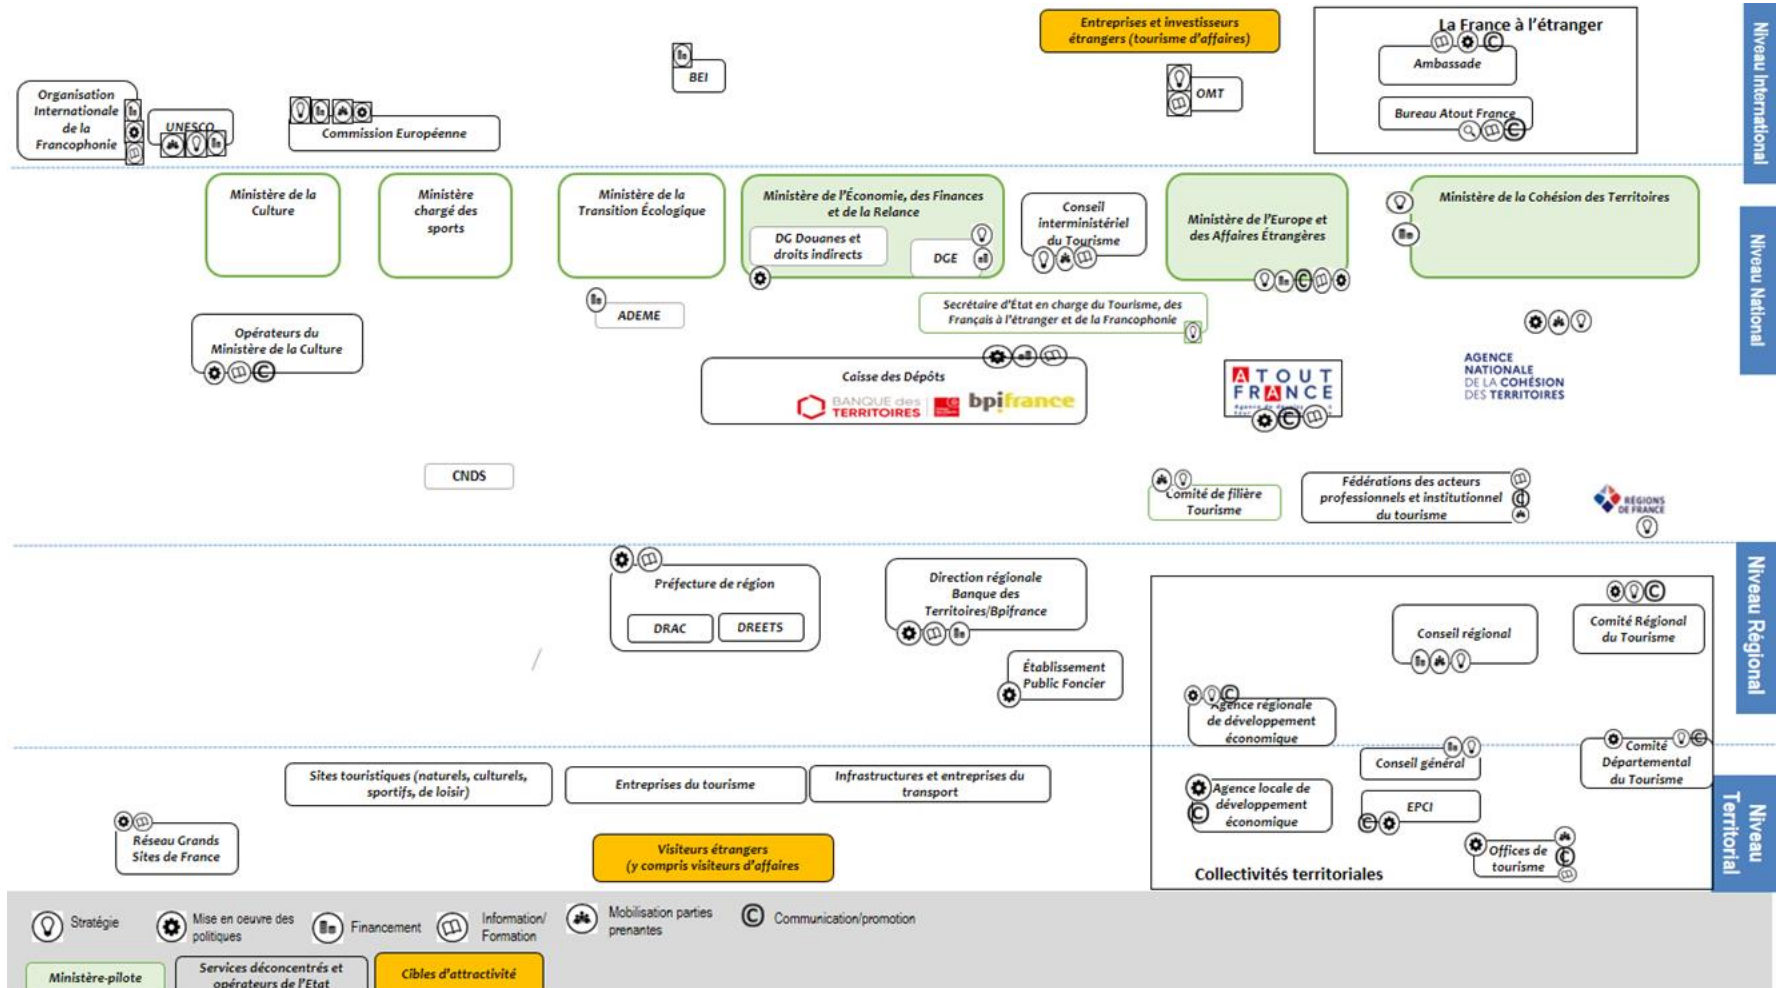 Entreprises et investisseurs
étrangers (tourisme d'affaires)
La France à l'étranger
Ambassade
Bureau Atout France
BEI
OMT
Organisation
Internationale
de la
Francophonie
UNESCO
Commission Européenne
Niveau International
Ministère de la
Culture
Ministère
chargé des
sports
Ministère de la
Transition Écologique
Ministère de l'Économie, des Finances
et de la Relance
DG Douanes et
droits indirects
DGE
Conseil
interministériel
du Tourisme
Ministère de l'Europe et
des Affaires Étrangères
Ministère de la Cohésion des Territoires
Niveau National
ADEME
Secrétaire d'État en charge du Tourisme, des
Français à l'étranger et de la Francophonie
Opérateurs du
Ministère de la Culture
Caisse des Dépôts
BANQUE des
TERRITOIRES
bpifrance
ATOUT
FRANCE
AGENCE
NATIONALE
DE LA COHÉSION
DES TERRITOIRES
CNDS
Comité de filière
Tourisme
Fédérations des acteurs
professionnels et institutionnel
du tourisme
RÉGIONS
DE FRANCE
Préfecture de région
DRAC
DREETS
Direction régionale
Banque des
Territoires/Bpifrance
Établissement
Public Foncier
Conseil régional
Comité Régional
du Tourisme
Agence régionale
de développement
économique
Niveau Régional
Sites touristiques (naturels, culturels,
sportifs, de loisir)
Entreprises du tourisme
Infrastructures et entreprises du
transport
Conseil général
Comité
Départemental
du Tourisme
Agence locale de
développement
économique
EPCI
Offices de
tourisme
Réseau Grands
Sites de France
Visiteurs étrangers
(y compris visiteurs d'affaires
Collectivités territoriales
Niveau
Territorial
Stratégie
Mise en oeuvre des
politiques
Financement
Information/
Formation
Mobilisation parties
prenantes
C Communication/promotion
Ministère-pilote
Services déconcentrés et
opérateurs de l'Etat
Cibles d'attractivité